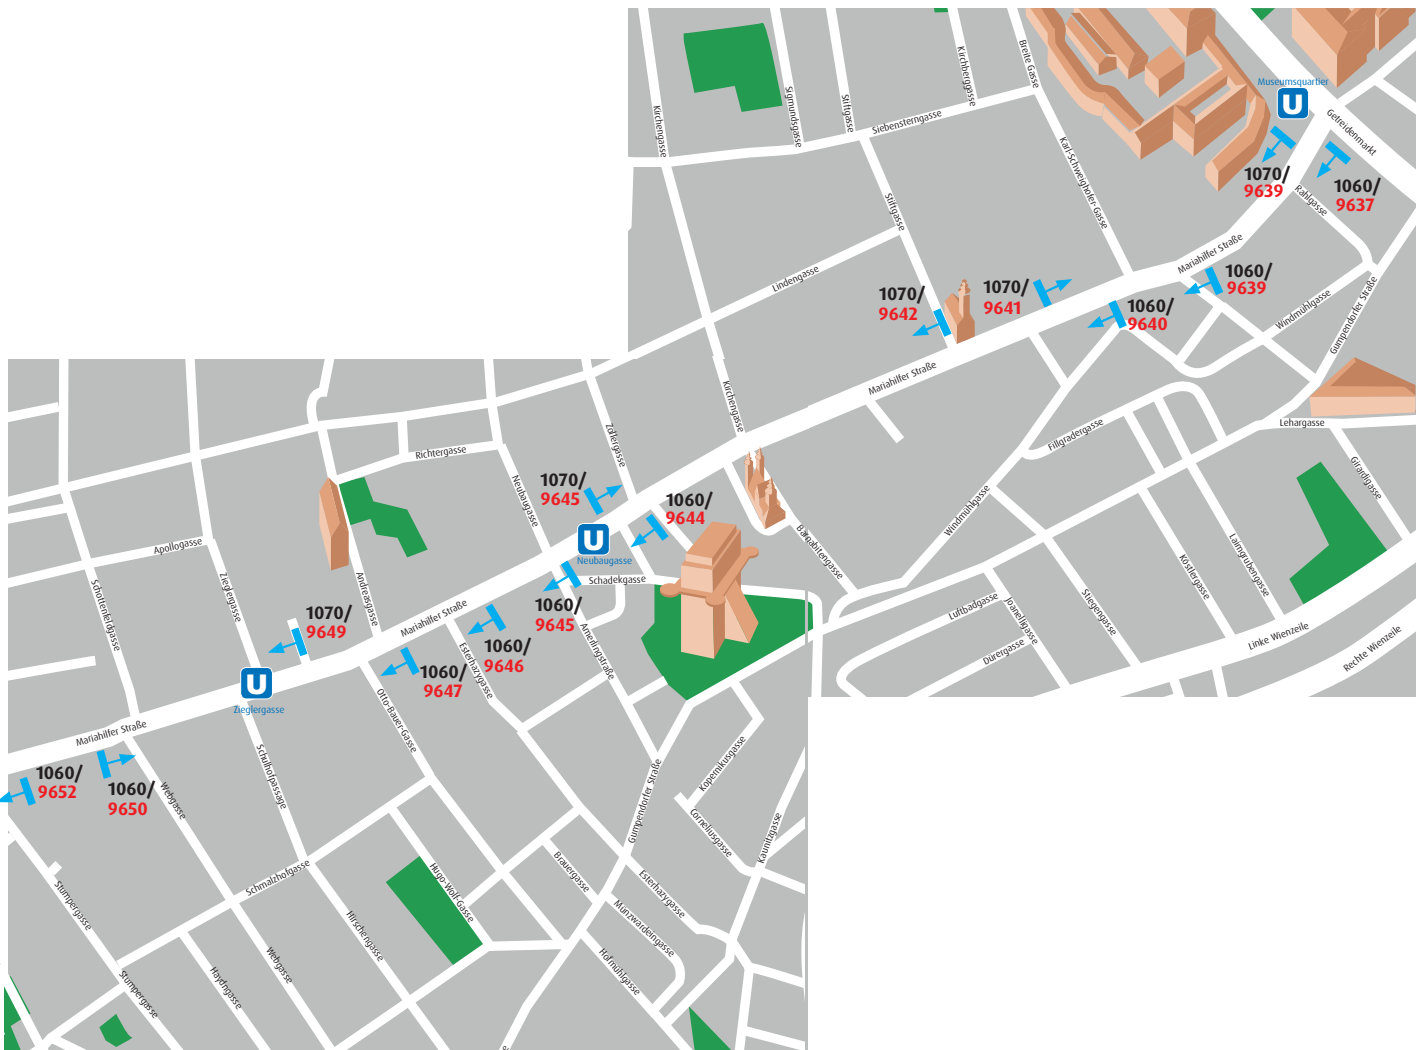 Kirchengasse
Sigmundsgasse
Stiftgasse
Siebensterngasse
Kirchberggasse
Breite Gasse
Karl-Schweighofer-Gasse
Museumsquartier
U
Getreidenmarkt
1070/
9639
1060/
9637
Rahlgasse
Stiftgasse
Lindengasse
Mariahilfer Straße
1060/
9639
1070/
9642
1070/
9641
1060/
9640
Windmühlgasse
Gumpendorfer Straße
Mariahilfer Straße
Kirchengasse
Zollergasse
Fillgradergasse
Lehargasse
Girardigasse
Richtergasse
Neubaugasse
1070/
9645
1060/
9644
U
Neubaugasse
Barnabitengasse
Windmühlgasse
Köstlergasse
Laimgrubengasse
Apollogasse
Schottenfeldgasse
Zieglergasse
Andreasgasse
Schadekgasse
Mariahilfer Straße
1060/
9645
Amerlingstraße
Luftbadgasse
Joanelligasse
Stiegengasse
Dürergasse
Linke Wienzeile
Rechte Wienzeile
1070/
9649
1060/
9646
1060/
9647
Esterhazygasse
Otto-Bauer-Gasse
U
Zieglergasse
Mariahilfer Straße
1060/
9652
1060/
9650
Webgasse
Schulhofpassage
Kopernikusgasse
Gumpendorfer Straße
Corneliusgasse
Kaunitzgasse
Schmalzhofgasse
Stumpergasse
Hugo-Wolf-Gasse
Brauergasse
Esterhazygasse
Münzwardeingasse
Hirschengasse
Webgasse
Haydngasse
Stumpergasse
Hofmühlgasse